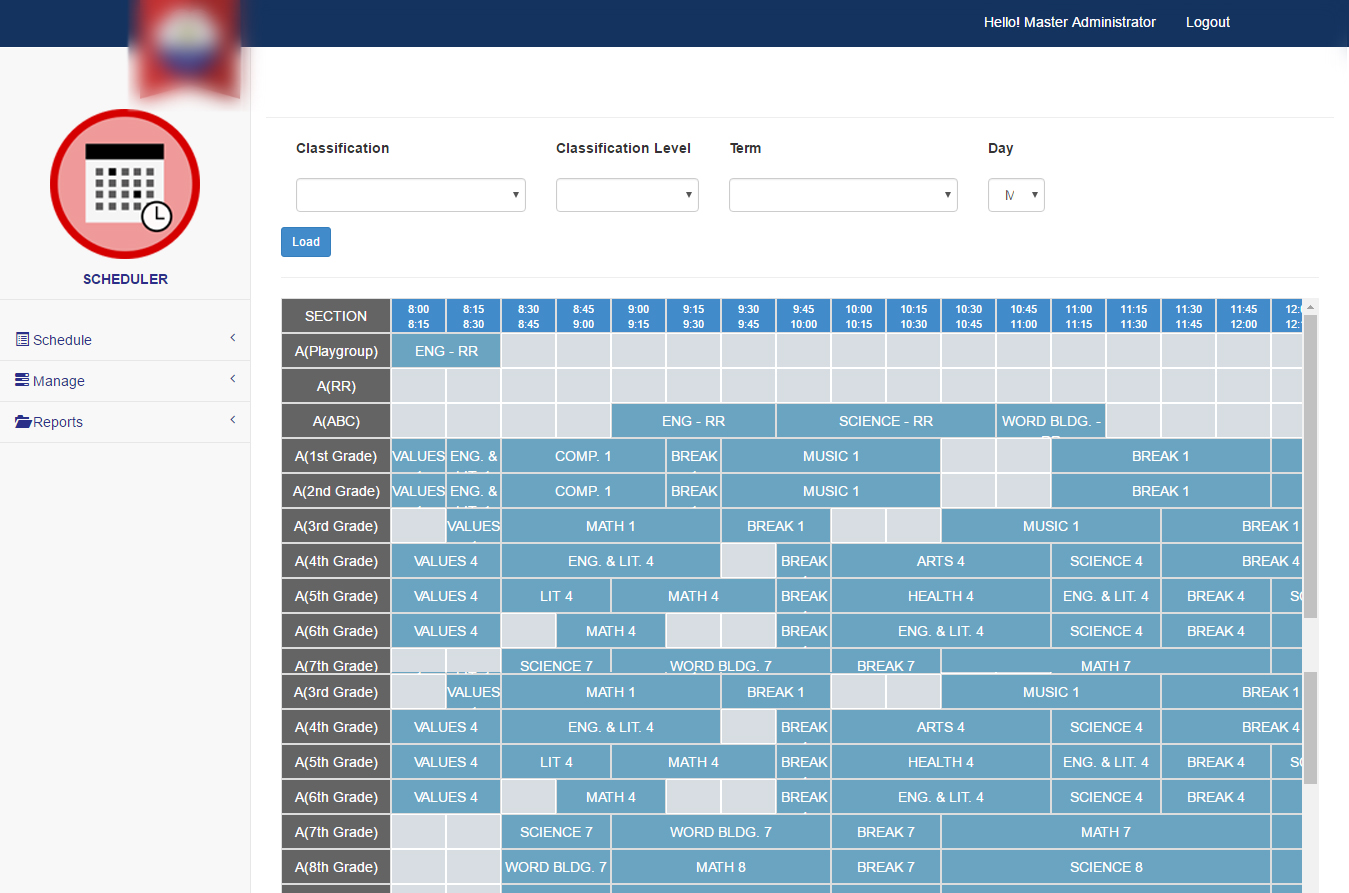 Hello! Master Administrator Logout
SCHEDULER
Schedule
Manage
Reports
Classification Classification Level Term Day
M
Load
SECTION 8:00 8:15 8:30 8:45 9:00 9:15 9:30 9:45 10:00 10:15 10:30 10:45 11:00 11:15 11:30 11:45
8:15 8:30 8:45 9:00 9:15 9:30 9:45 10:00 10:15 10:30 10:45 11:00 11:15 11:30 11:45 12:00
A(Playgroup) ENG - RR
A(RR)
A(ABC) ENG - RR SCIENCE - RR WORD BLDG. -
A(1st Grade) VALUES ENG. & COMP. 1 BREAK MUSIC 1 BREAK 1
A(2nd Grade) VALUES ENG. & COMP. 1 BREAK MUSIC 1 BREAK 1
A(3rd Grade) VALUES MATH 1 BREAK 1 MUSIC 1 BREAK 1
A(4th Grade) VALUES 4 ENG. & LIT. 4 BREAK ARTS 4 SCIENCE 4 BREAK 4
A(5th Grade) VALUES 4 LIT 4 MATH 4 BREAK HEALTH 4 ENG. & LIT. 4 BREAK 4
A(6th Grade) VALUES 4 MATH 4 BREAK ENG. & LIT. 4 SCIENCE 4 BREAK 4
A(7th Grade) SCIENCE 7 WORD BLDG. 7 BREAK 7 MATH 7
A(3rd Grade) VALUES MATH 1 BREAK 1 MUSIC 1 BREAK 1
A(4th Grade) VALUES 4 ENG. & LIT. 4 BREAK ARTS 4 SCIENCE 4 BREAK 4
A(5th Grade) VALUES 4 LIT 4 MATH 4 BREAK HEALTH 4 ENG. & LIT. 4 BREAK 4
A(6th Grade) VALUES 4 MATH 4 BREAK ENG. & LIT. 4 SCIENCE 4 BREAK 4
A(7th Grade) SCIENCE 7 WORD BLDG. 7 BREAK 7 MATH 7
A(8th Grade) WORD BLDG. 7 MATH 8 BREAK 7 SCIENCE 8